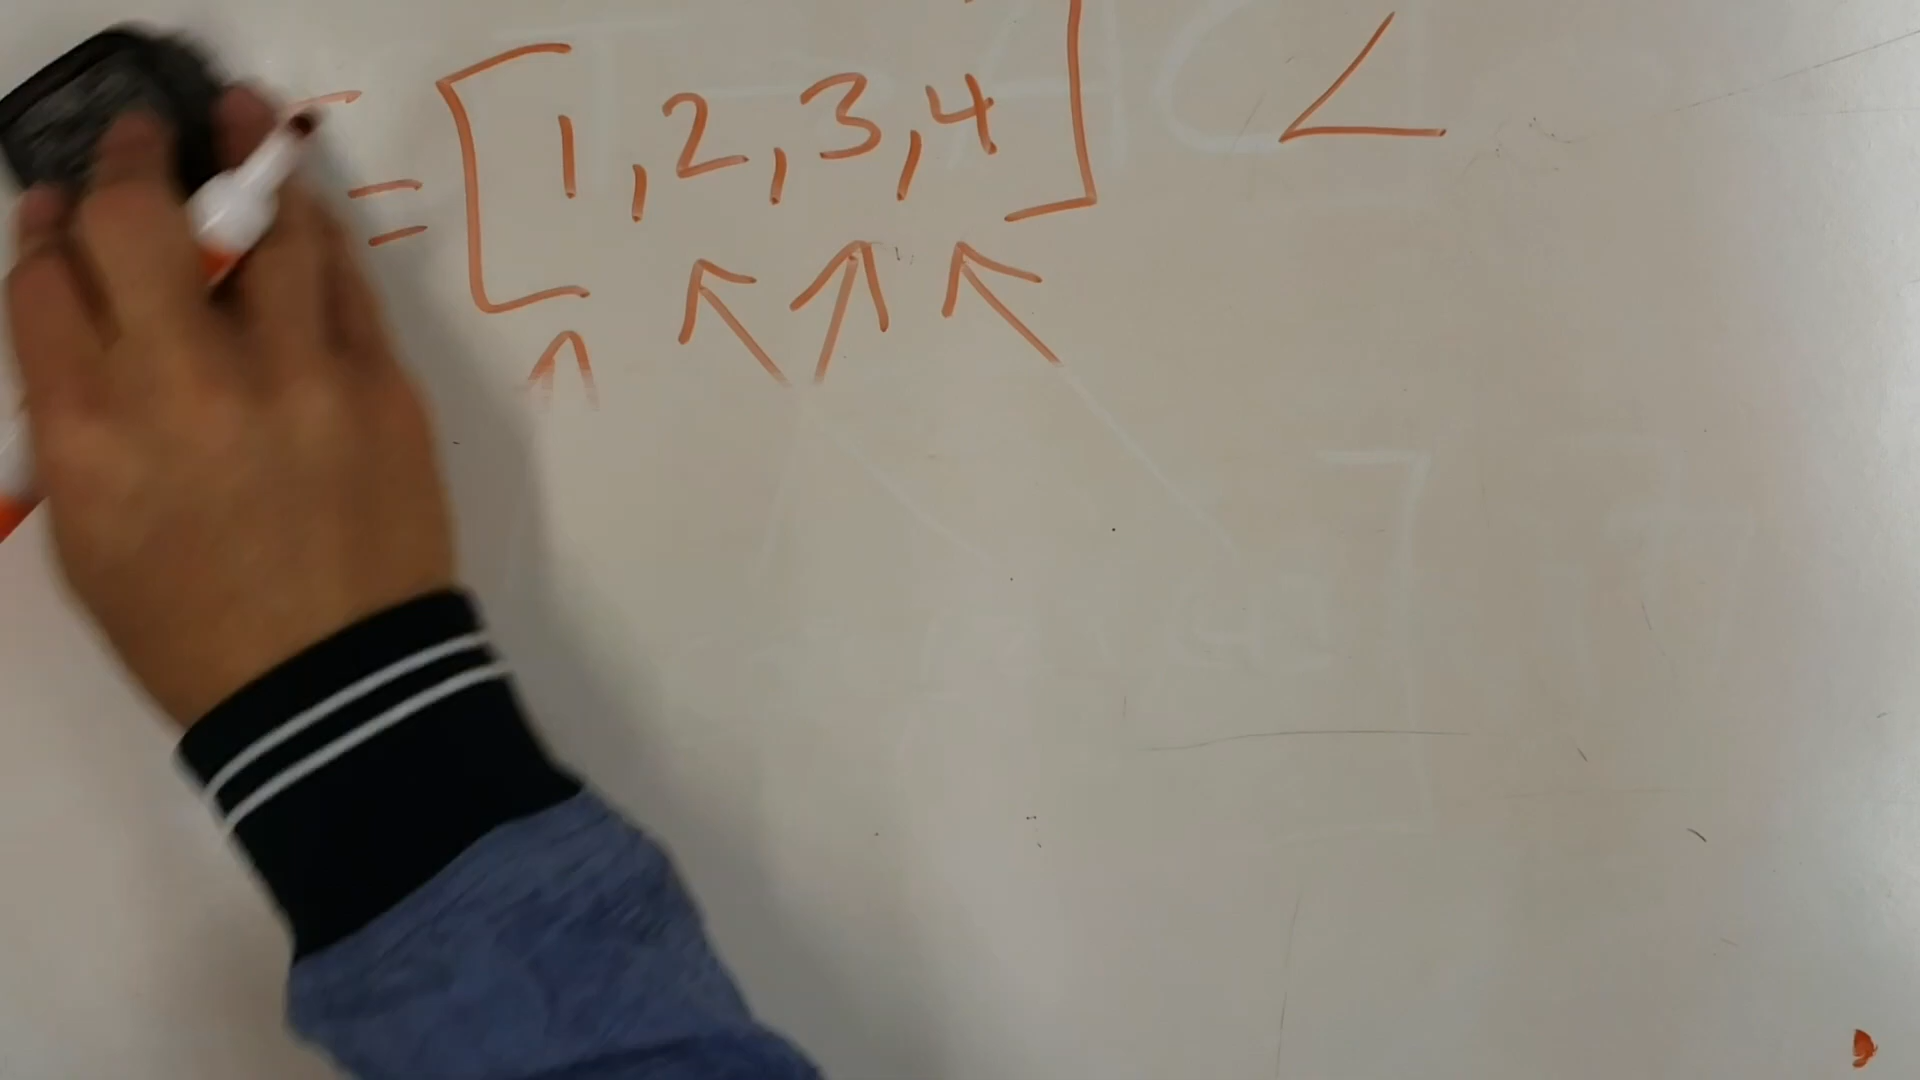 = [1, 2, 3, 4] <